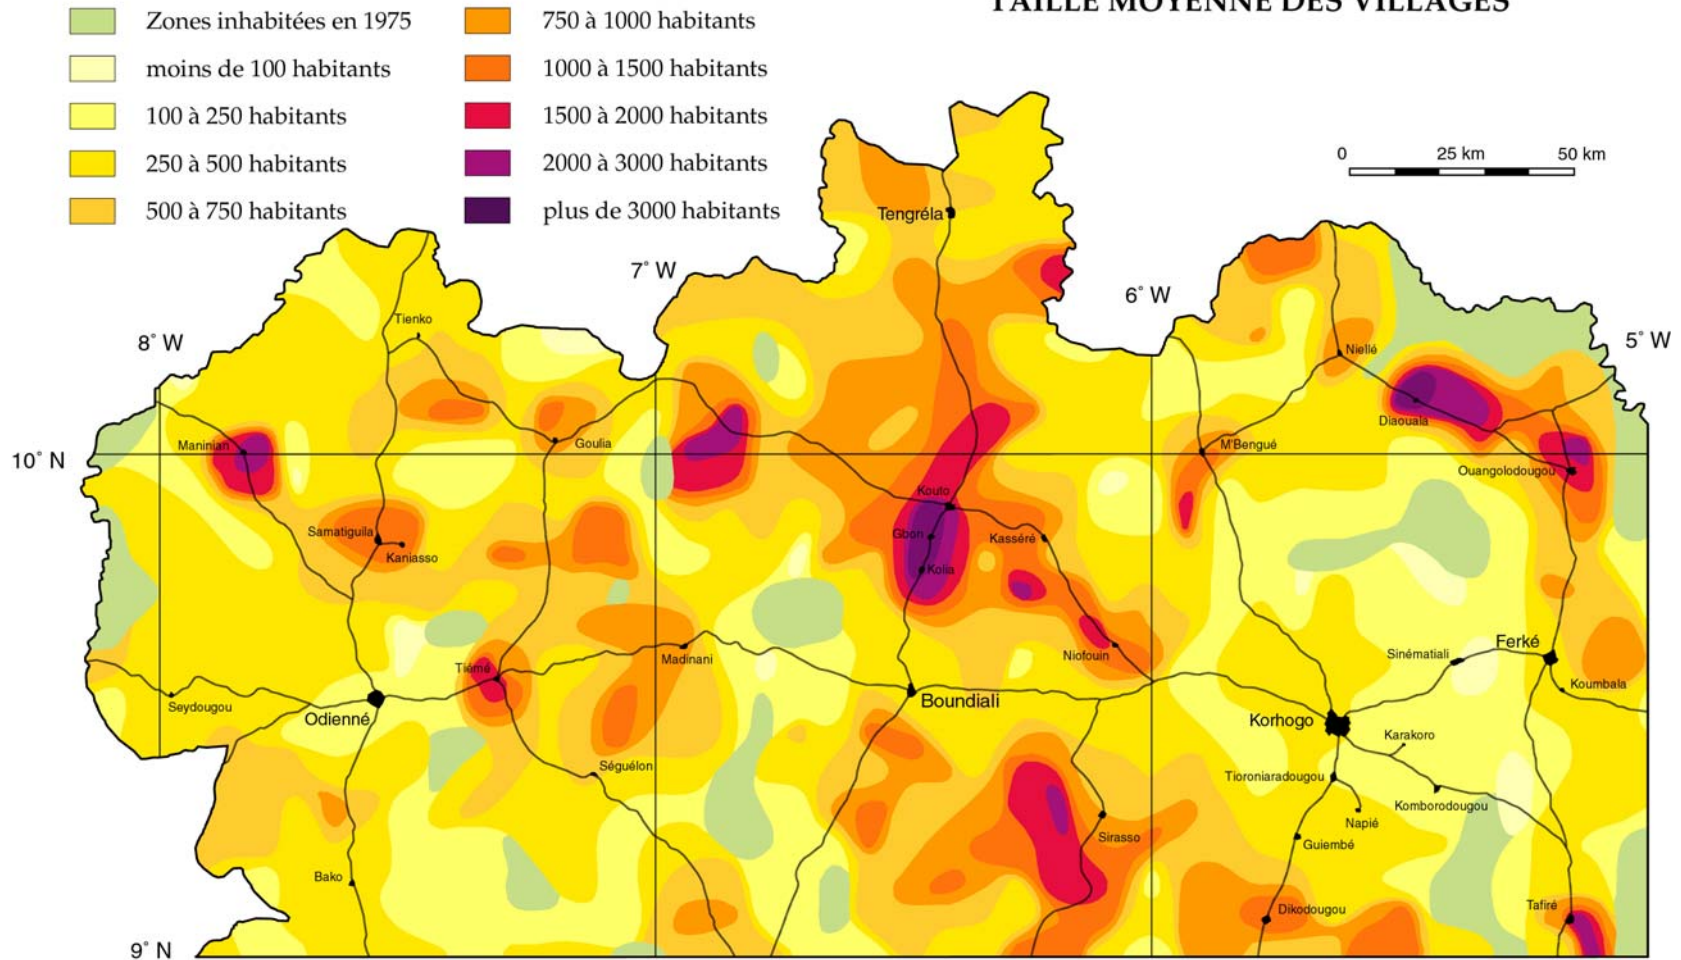 TAILLE MOYENNE DES VILLAGES
Zones inhabitées en 1975
moins de 100 habitants
100 à 250 habitants
250 à 500 habitants
500 à 750 habitants
750 à 1000 habitants
1000 à 1500 habitants
1500 à 2000 habitants
2000 à 3000 habitants
plus de 3000 habitants
0 25 km 50 km
8° W
7° W
6° W
5° W
10° N
9° N
Tengréla
Tienko
Niellé
Maninian
Goulia
Diaouala
M'Bengué
Ouangolodougou
Kouto
Samatiguila
Kaniasso
Gbon
Kasséré
Kolia
Tiémé
Madinani
Niofouin
Sinématiali
Ferké
Koumbala
Seydougou
Odienné
Boundiali
Korhogo
Karakoro
Séguélon
Tioroniaradougou
Komborodougou
Napié
Sirasso
Guiembé
Bako
Dikodougou
Tafiré